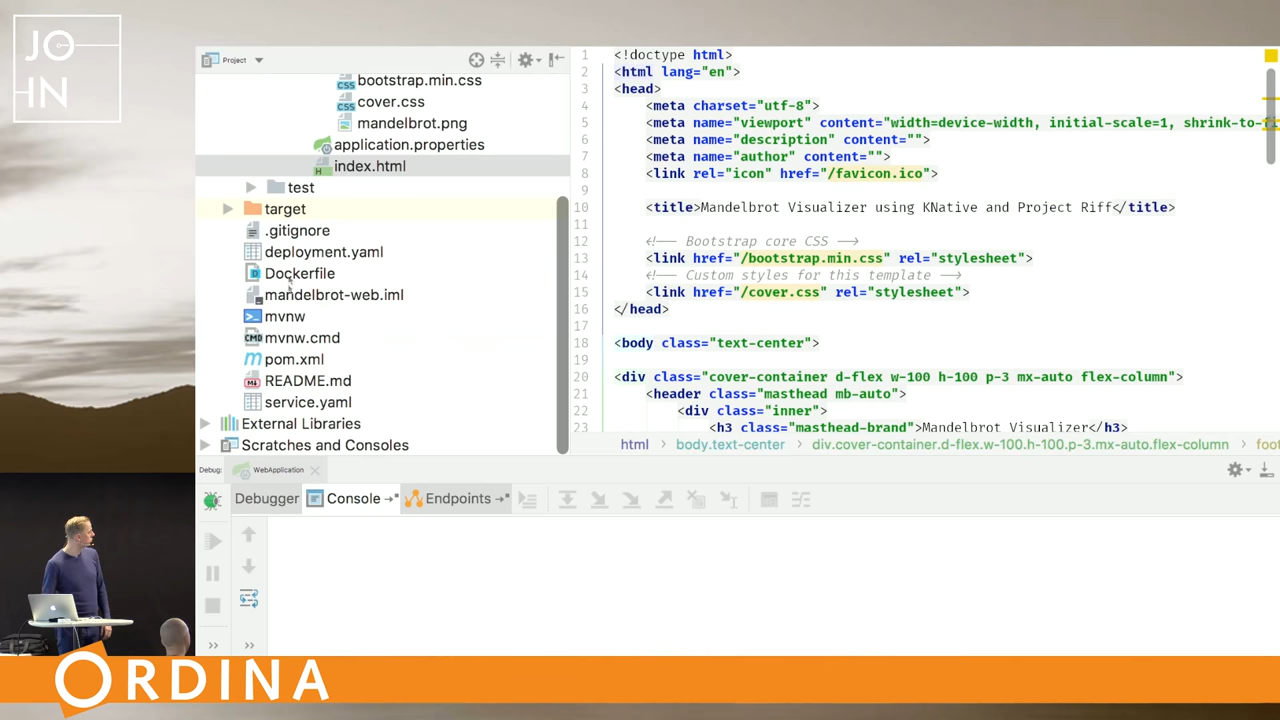 JO
HN
Project
bootstrap.min.css
cover.css
mandelbrot.png
application.properties
index.html
test
target
.gitignore
deployment.yaml
Dockerfile
mandelbrot-web.iml
mvnw
mvnw.cmd
pom.xml
README.md
service.yaml
External Libraries
Scratches and Consoles
1 <!doctype html>
2 <html lang="en">
3 <head>
4 <meta charset="utf-8">
5 <meta name="viewport" content="width=device-width, initial-scale=1, shrink-to-
6 <meta name="description" content="">
7 <meta name="author" content="">
8 <link rel="icon" href="/favicon.ico">
9
10 <title>Mandelbrot Visualizer using KNative and Project Riff</title>
11
12 <!-- Bootstrap core CSS -->
13 <link href="/bootstrap.min.css" rel="stylesheet">
14 <!-- Custom styles for this template -->
15 <link href="/cover.css" rel="stylesheet">
16 </head>
17
18 <body class="text-center">
19
20 <div class="cover-container d-flex w-100 h-100 p-3 mx-auto flex-column">
21 <header class="masthead mb-auto">
22 <div class="inner">
23 <h3 class="masthead-brand">Mandelbrot Visualizer</h3>
html body.text-center div.cover-container.d-flex.w-100.h-100.p-3.mx-auto.flex-column foo
Debug: WebApplication
Debugger Console Endpoints
ORDINA